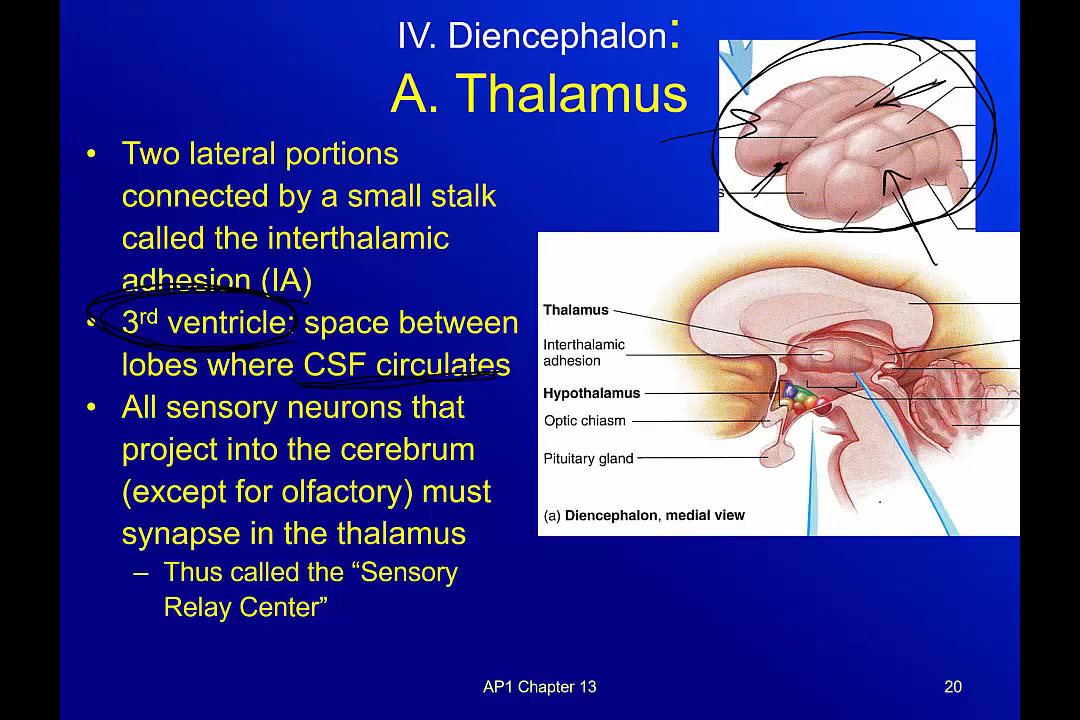 IV. Diencephalon:
A. Thalamus
• Two lateral portions
connected by a small stalk
called the interthalamic
adhesion (IA)
• 3rd ventricle: space between
lobes where CSF circulates
• All sensory neurons that
project into the cerebrum
(except for olfactory) must
synapse in the thalamus
– Thus called the “Sensory
Relay Center”
s
Thalamus
Interthalamic
adhesion
Hypothalamus
Optic chiasm
Pituitary gland
(a) Diencephalon, medial view
AP1 Chapter 13
20